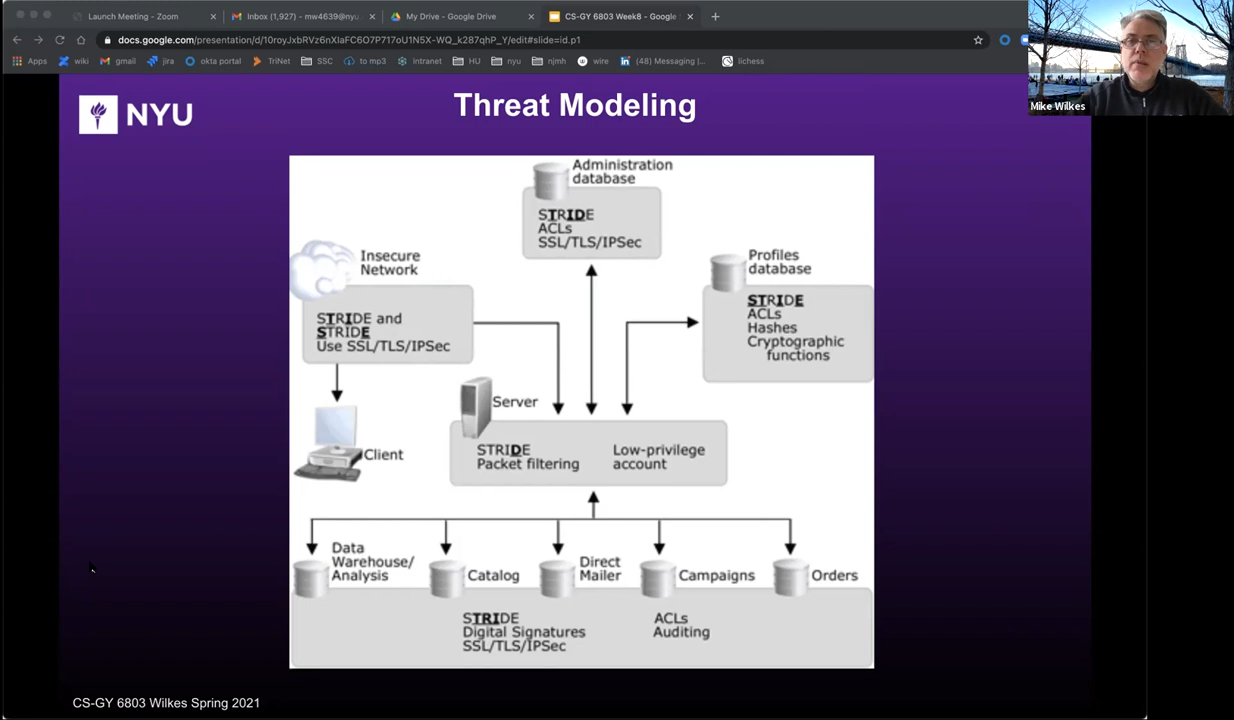 Launch Meeting - Zoom
Inbox (1,927) - mw4639@nyu
My Drive - Google Drive
CS-GY 6803 Week8 - Google
docs.google.com/presentation/d/10royJxbRVz6nXlaFC6O7P717oU1N5X-WQ_k287qhP_Y/edit#slide=id.p1
Apps wiki gmail jira okta portal TriNet SSC to mp3 Intranet HU nyu njmh wire (48) Messaging |... lichess
Mike Wilkes
NYU
Threat Modeling
Administration
database
STRIDE
ACLs
SSL/TLS/IPSec
Insecure
Network
STRIDE and
STRIDE
Use SSL/TLS/IPSec
Profiles
database
STRIDE
ACLs
Hashes
Cryptographic
functions
Client
Server
STRIDE
Packet filtering
Low-privilege
account
Data
Warehouse/
Analysis
Catalog
Direct
Mailer
Campaigns
Orders
STRIDE
Digital Signatures
SSL/TLS/IPSec
ACLs
Auditing
CS-GY 6803 Wilkes Spring 2021